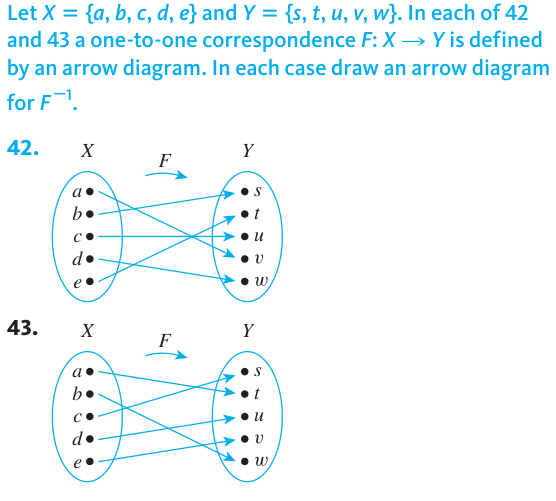 Let X = {a, b, c, d, e} and Y = {s, t, u, v, w}. In each of 42
and 43 a one-to-one correspondence F: X → Y is defined
by an arrow diagram. In each case draw an arrow diagram
for F⁻¹.
42.
X F Y
a s
b t
c u
d v
e w
43.
X F Y
a s
b t
c u
d v
e w